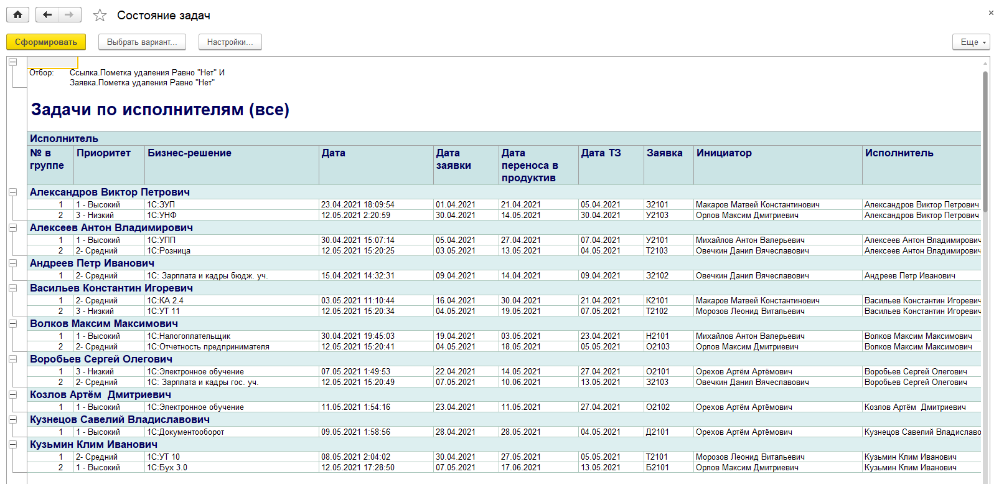 Состояние задач
×
Сформировать Выбрать вариант... Настройки... Еще
Отбор: Ссылка.Пометка удаления Равно "Нет" И
Заявка.Пометка удаления Равно "Нет"
Задачи по исполнителям (все)
Исполнитель
№ в группе Приоритет Бизнес-решение Дата Дата заявки Дата переноса в продуктив Дата ТЗ Заявка Инициатор Исполнитель
Александров Виктор Петрович
1 1 - Высокий 1С:ЗУП 23.04.2021 18:09:54 01.04.2021 21.04.2021 05.04.2021 З2101 Макаров Матвей Константинович Александров Виктор Петрович
2 3 - Низкий 1С:УНФ 12.05.2021 2:20:59 30.04.2021 14.05.2021 30.04.2021 У2103 Орлов Максим Дмитриевич Александров Виктор Петрович
Алексеев Антон Владимирович
1 1 - Высокий 1С:УПП 30.04.2021 15:07:14 05.04.2021 27.04.2021 07.04.2021 У2101 Михайлов Антон Валерьевич Алексеев Антон Владимирович
2 2- Средний 1С:Розница 12.05.2021 15:20:25 03.05.2021 13.05.2021 04.05.2021 Т2103 Овечкин Данил Вячеславович Алексеев Антон Владимирович
Андреев Петр Иванович
1 2- Средний 1С: Зарплата и кадры бюдж. уч. 15.04.2021 14:32:31 09.04.2021 14.04.2021 09.04.2021 З2102 Овечкин Данил Вячеславович Андреев Петр Иванович
Васильев Константин Игоревич
1 2- Средний 1С:КА 2.4 03.05.2021 11:10:44 16.04.2021 30.04.2021 21.04.2021 К2101 Макаров Матвей Константинович Васильев Константин Игоревич
2 3 - Низкий 1С:УТ 11 12.05.2021 15:20:34 04.05.2021 19.05.2021 07.05.2021 Т2102 Морозов Леонид Витальевич Васильев Константин Игоревич
Волков Максим Максимович
1 1 - Высокий 1С:Налогоплательщик 30.04.2021 19:45:03 19.04.2021 03.05.2021 23.04.2021 Н2101 Михайлов Антон Валерьевич Волков Максим Максимович
2 2- Средний 1С:Отчетность предпринимателя 12.05.2021 15:20:41 04.05.2021 18.05.2021 05.05.2021 О2103 Орлов Максим Дмитриевич Волков Максим Максимович
Воробьев Сергей Олегович
1 3 - Низкий 1С:Электронное обучение 07.05.2021 1:49:53 22.04.2021 14.05.2021 27.04.2021 О2101 Орехов Артём Артёмович Воробьев Сергей Олегович
2 2- Средний 1С: Зарплата и кадры гос. уч. 12.05.2021 15:20:49 07.05.2021 10.06.2021 13.05.2021 З2103 Овечкин Данил Вячеславович Воробьев Сергей Олегович
Козлов Артём  Дмитриевич
1 1 - Высокий 1С:Электронное обучение 11.05.2021 1:54:16 23.04.2021 11.05.2021 27.04.2021 О2102 Орехов Артём Артёмович Козлов Артём  Дмитриевич
Кузнецов Савелий Владиславович
1 1 - Высокий 1С:Документооборот 09.05.2021 1:58:56 28.04.2021 28.05.2021 04.05.2021 Д2101 Орехов Артём Артёмович Кузнецов Савелий Владиславо
Кузьмин Клим Иванович
1 2- Средний 1С:УТ 10 08.05.2021 2:04:02 30.04.2021 27.05.2021 05.05.2021 Т2101 Морозов Леонид Витальевич Кузьмин Клим Иванович
2 1 - Высокий 1С:Бух 3.0 12.05.2021 17:28:50 07.05.2021 17.06.2021 13.05.2021 Б2101 Орлов Максим Дмитриевич Кузьмин Клим Иванович